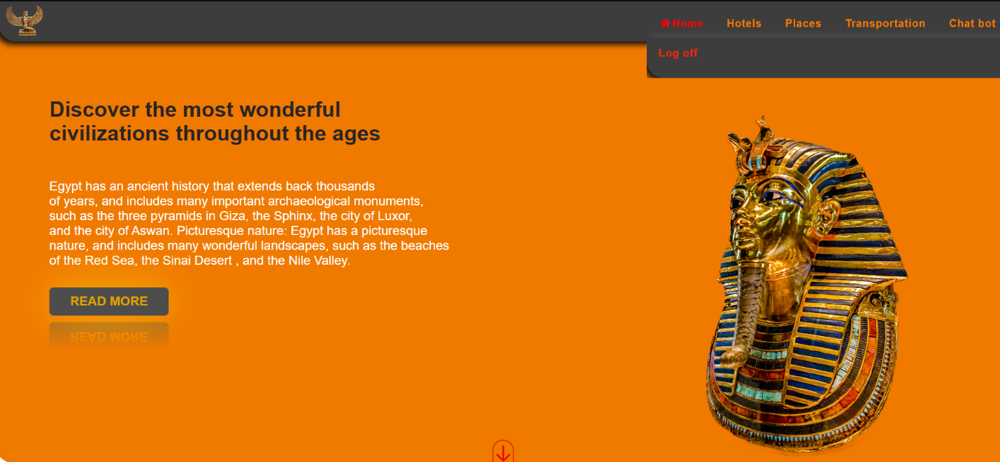 Home Hotels Places Transportation Chat bot
Log off
Discover the most wonderful
civilizations throughout the ages
Egypt has an ancient history that extends back thousands
of years, and includes many important archaeological monuments,
such as the three pyramids in Giza, the Sphinx, the city of Luxor,
and the city of Aswan. Picturesque nature: Egypt has a picturesque
nature, and includes many wonderful landscapes, such as the beaches
of the Red Sea, the Sinai Desert , and the Nile Valley.
READ MORE
READ MORE